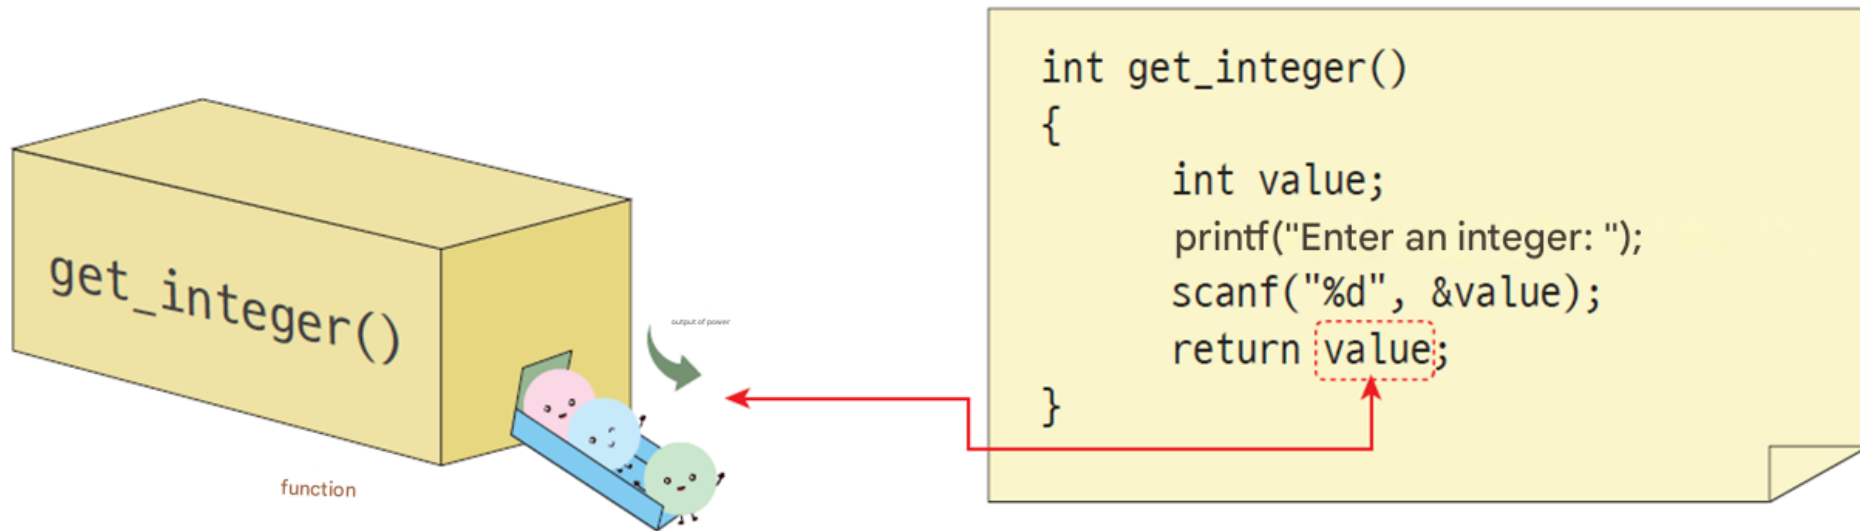 get_integer()
function
output of power
int get_integer()
{
int value;
printf("Enter an integer: ");
scanf("%d", &value);
return value;
}